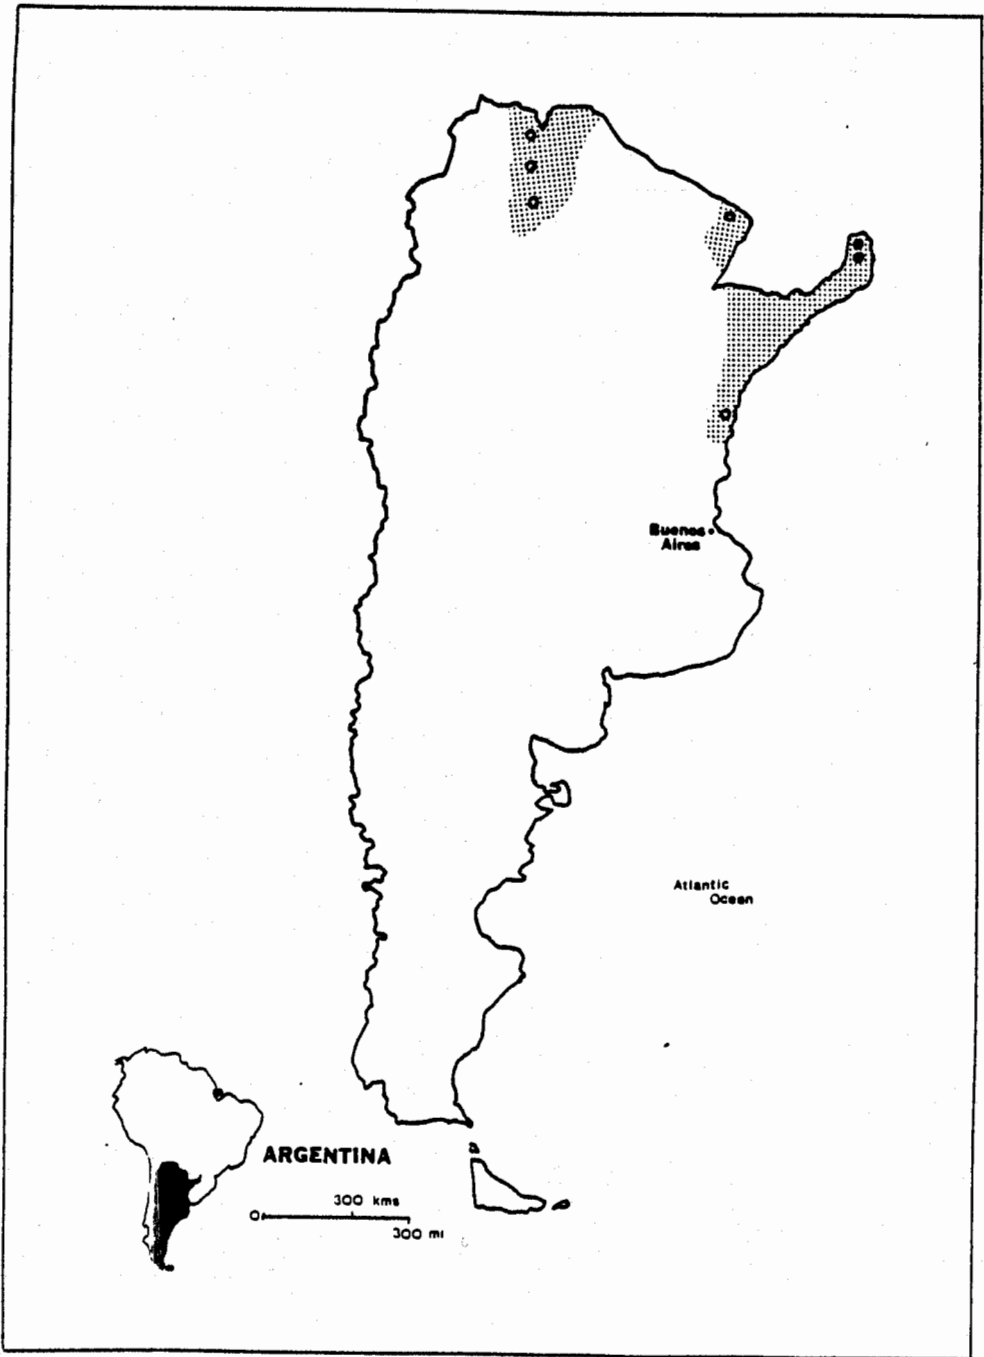 Buenos
Aires
Atlantic
Ocean
ARGENTINA
300 kms
0
300 mi